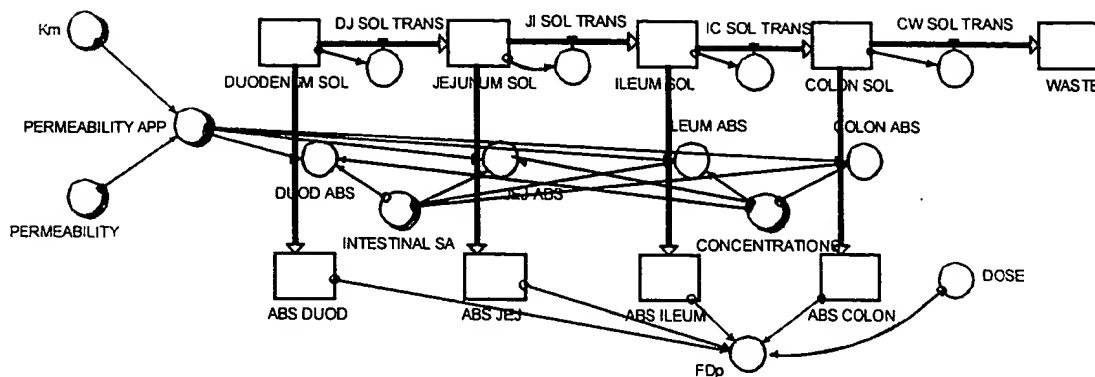 Km
DJ SOL TRANS
JI SOL TRANS
IC SOL TRANS
CW SOL TRANS
DUODENGM SOL
JEJUNUM SOL
ILEUM SOL
COLON SOL
WASTE
PERMEABILITY APP
LEUM ABS
COLON ABS
DUOD ABS
JEJ ABS
PERMEABILITY
INTESTINAL SA
CONCENTRATIONS
DOSE
ABS DUOD
ABS JEJ
ABS ILEUM
ABS COLON
FDp